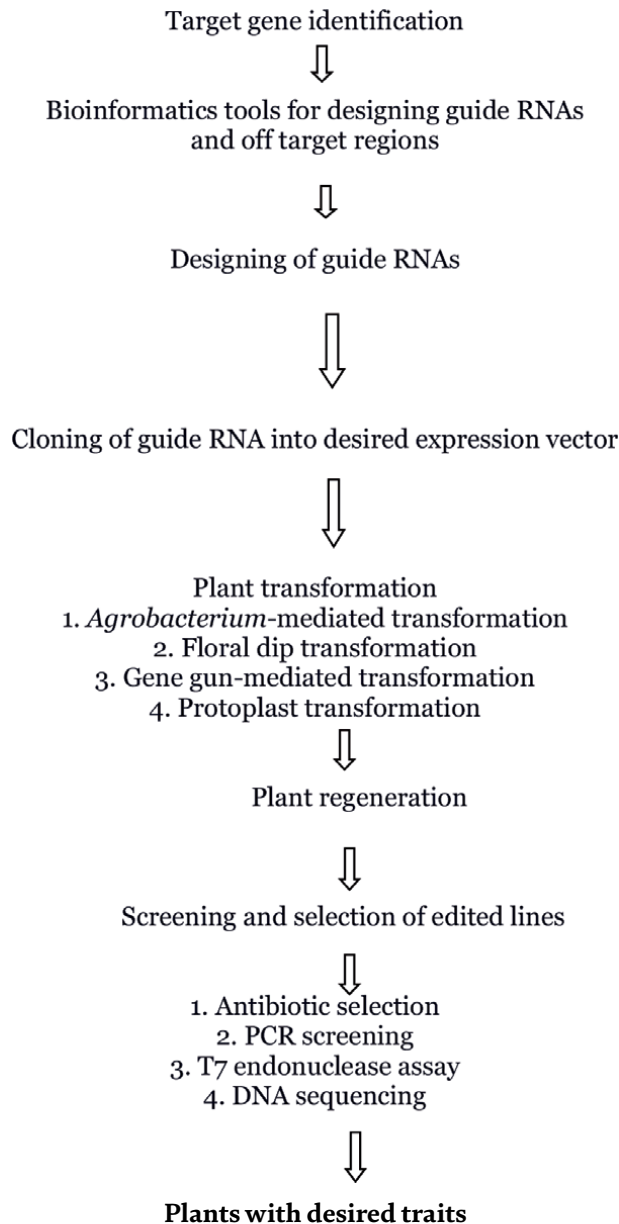 Target gene identification
Bioinformatics tools for designing guide RNAs
and off target regions
Designing of guide RNAs
Cloning of guide RNA into desired expression vector
Plant transformation
1. Agrobacterium-mediated transformation
2. Floral dip transformation
3. Gene gun-mediated transformation
4. Protoplast transformation
Plant regeneration
Screening and selection of edited lines
1. Antibiotic selection
2. PCR screening
3. T7 endonuclease assay
4. DNA sequencing
Plants with desired traits